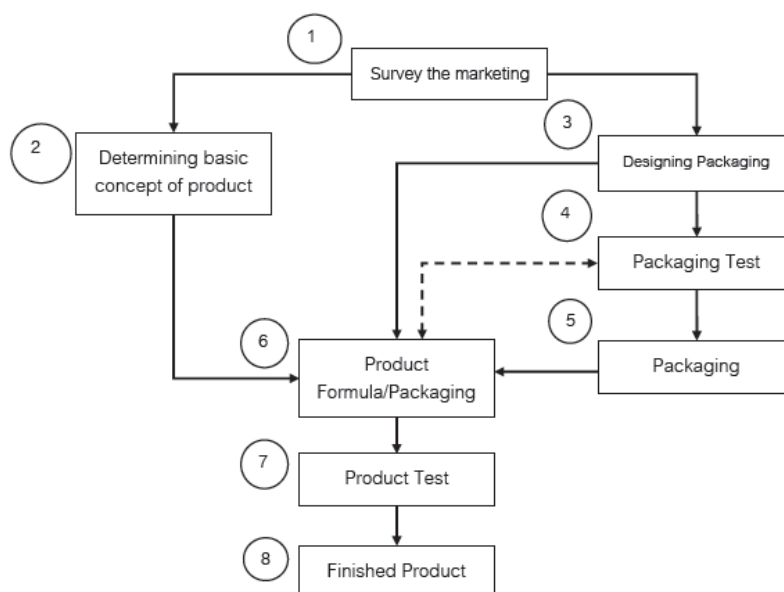 1
Survey the marketing
2
Determining basic
concept of product
3
Designing Packaging
4
Packaging Test
5
Packaging
6
Product
Formula/Packaging
7
Product Test
8
Finished Product